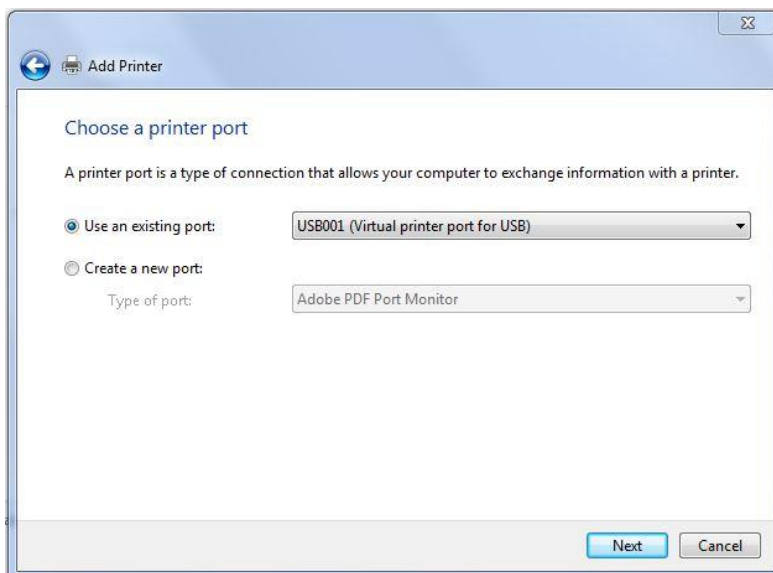 Add Printer
Choose a printer port
A printer port is a type of connection that allows your computer to exchange information with a printer.
Use an existing port: USB001 (Virtual printer port for USB)
Create a new port:
Type of port: Adobe PDF Port Monitor
Next Cancel